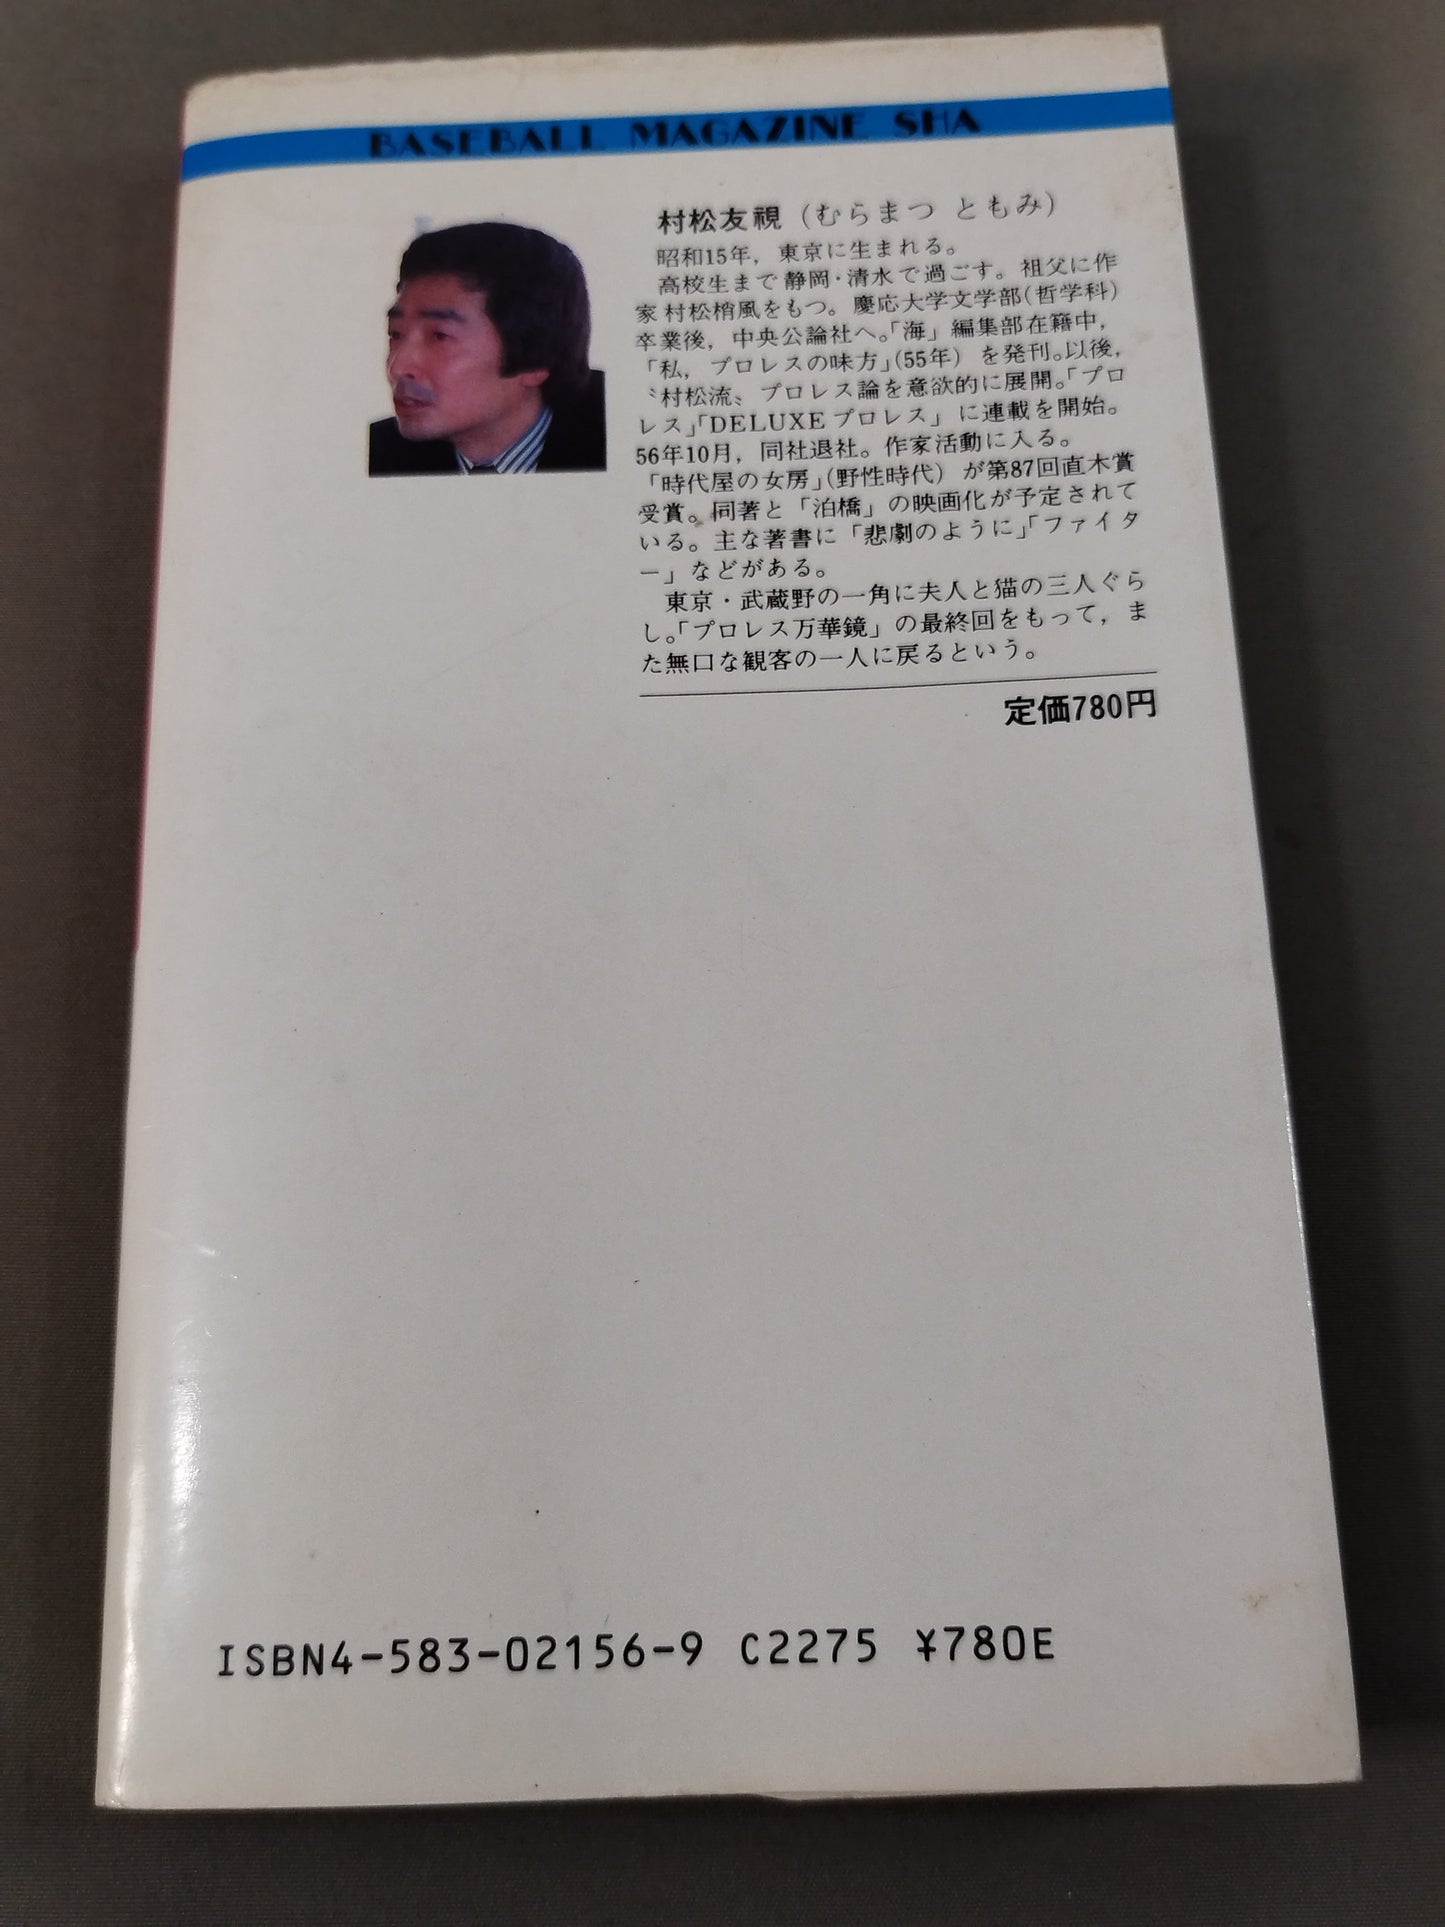 BASEBALL MAGAZINE SHA
村松友視（むらまつ ともみ）
昭和15年，東京に生まれる。
高校生まで静岡・清水で過ごす。祖父に作
家村松梢風をもつ。慶応大学文学部（哲学科）
卒業後，中央公論社へ。「海」編集部在籍中，
「私，プロレスの味方」（55年）を発刊。以後，
〝村松流〟プロレス論を意欲的に展開。「プロ
レス」「DELUXEプロレス」に連載を開始。
56年10月，同社退社。作家活動に入る。
「時代屋の女房」（野性時代）が第87回直木賞
受賞。同著と「泊橋」の映画化が予定されて
いる。主な著書に「悲劇のように」「ファイタ
ー」などがある。
東京・武蔵野の一角に夫人と猫の三人ぐら
し。「プロレス万華鏡」の最終回をもって，ま
た無口な観客の一人に戻るという。
定価780円
ISBN4-583-02156-9 C2275 ¥780E